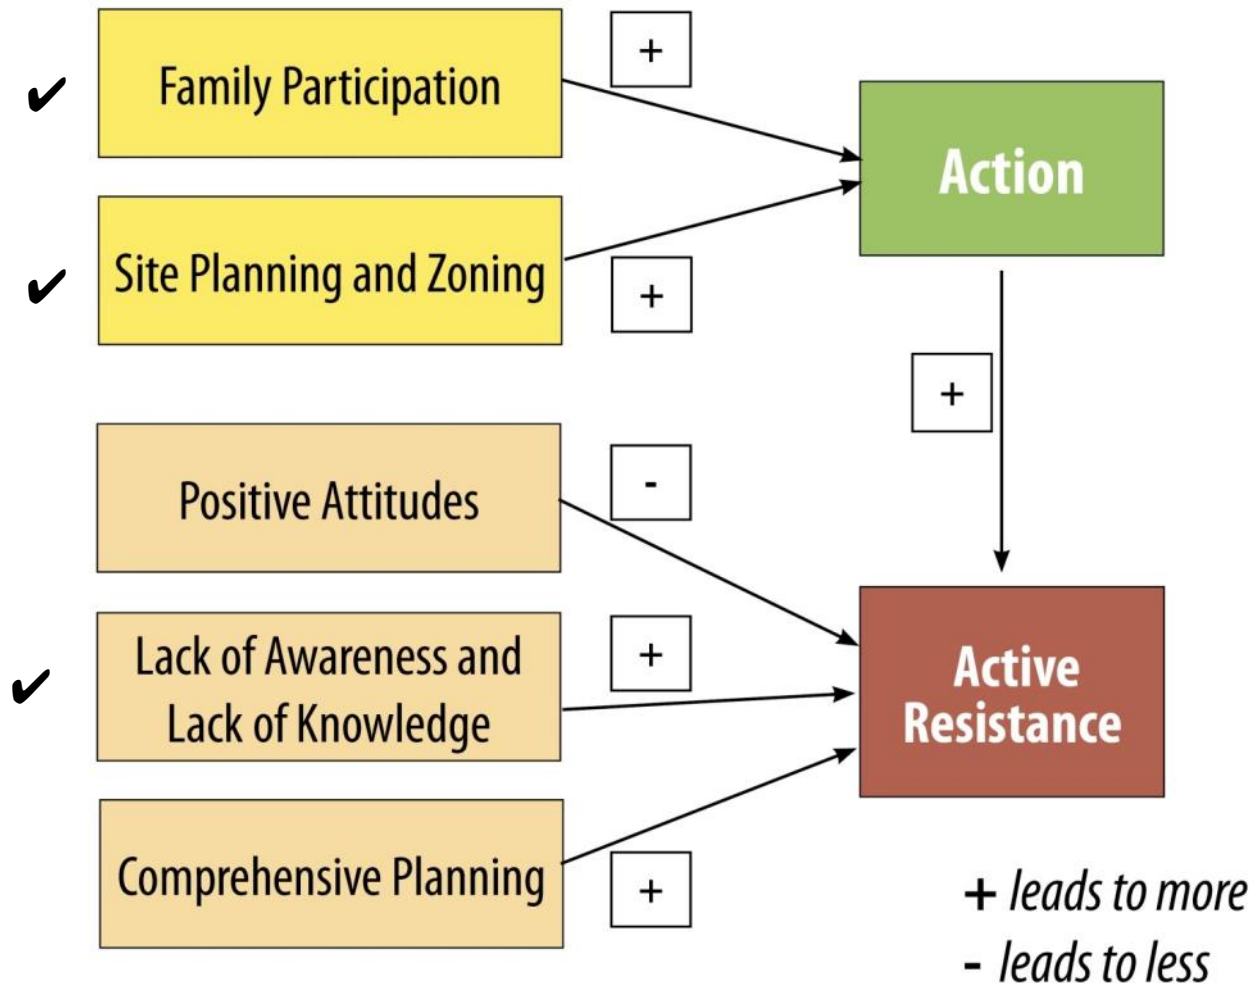 ✔
Family Participation
+
Action
✔
Site Planning and Zoning
+
+
Positive Attitudes
-
✔
Lack of Awareness and
Lack of Knowledge
+
Active
Resistance
Comprehensive Planning
+
+ leads to more
- leads to less